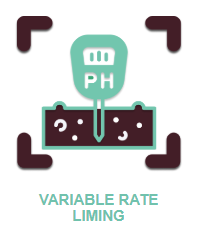 PH
VARIABLE RATE
LIMING